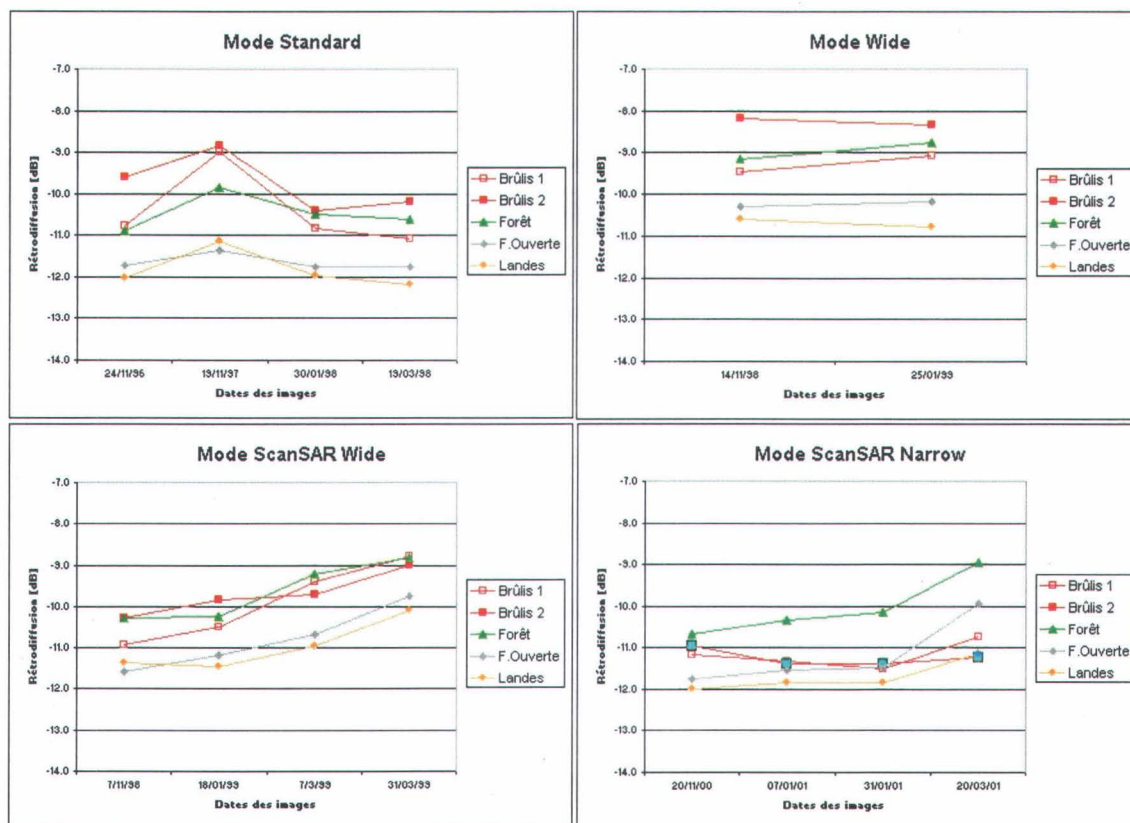 Mode Standard
Rétrodiffusion [dB]
-7.0
-8.0
-9.0
-10.0
-11.0
-12.0
-13.0
-14.0
24/11/96
19/11/97
30/01/98
19/03/98
Dates des images
Brûlis 1
Brûlis 2
Forêt
F.Ouverte
Landes
Mode Wide
Rétrodiffusion [dB]
-7.0
-8.0
-9.0
-10.0
-11.0
-12.0
-13.0
-14.0
14/11/98
25/01/99
Dates des images
Brûlis 1
Brûlis 2
Forêt
F.Ouverte
Landes
Mode ScanSAR Wide
Rétrodiffusion [dB]
-7.0
-8.0
-9.0
-10.0
-11.0
-12.0
-13.0
-14.0
7/11/98
18/01/99
7/3/99
31/03/99
Dates des images
Brûlis 1
Brûlis 2
Forêt
F.Ouverte
Landes
Mode ScanSAR Narrow
Rétrodiffusion [dB]
-7.0
-8.0
-9.0
-10.0
-11.0
-12.0
-13.0
-14.0
20/11/00
07/01/01
31/01/01
20/03/01
Dates des images
Brûlis 1
Brûlis 2
Forêt
F.Ouverte
Landes